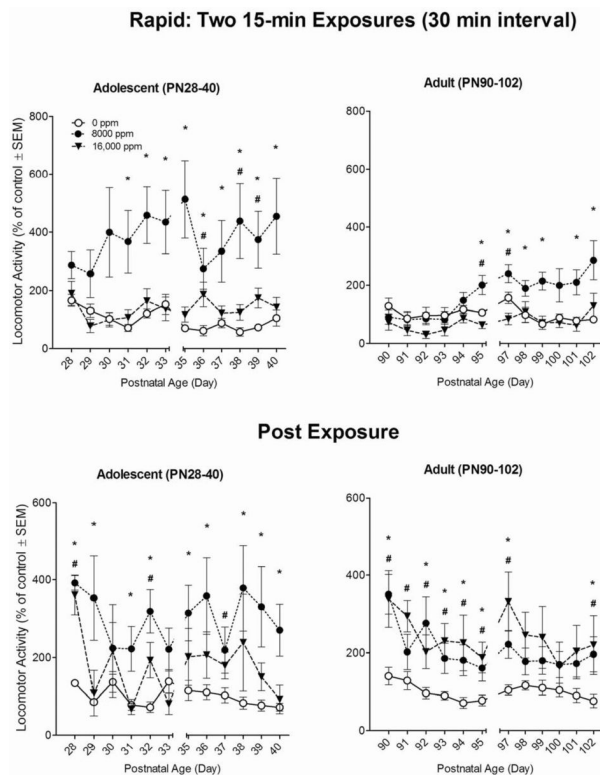 Rapid: Two 15-min Exposures (30 min interval)
Adolescent (PN28-40)
Adult (PN90-102)
0 ppm
8000 ppm
16,000 ppm
Locomotor Activity (% of control ± SEM)
800
600
400
200
0
* * * * * * * * *
# # #
28 29 30 31 32 33 35 36 37 38 39 40
Postnatal Age (Day)
800
600
400
200
0
* * * * * *
# #
90 91 92 93 94 95 97 98 99 100 101 102
Postnatal Age (Day)
Post Exposure
Adolescent (PN28-40)
Adult (PN90-102)
Locomotor Activity (% of control ± SEM)
600
400
200
0
* * * * * * * * *
# # #
28 29 30 31 32 33 35 36 37 38 39 40
Postnatal Age (Day)
600
400
200
0
* * * * * * *
# # # # # # # #
90 91 92 93 94 95 97 98 99 100 101 102
Postnatal Age (Day)